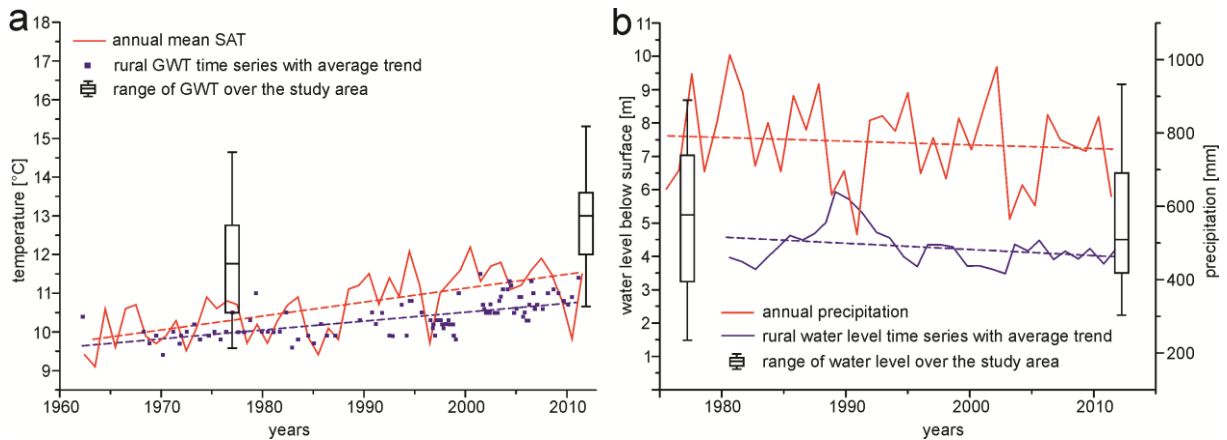 a
18
17
16
15
14
13
12
11
10
9
temperature [°C]
annual mean SAT
rural GWT time series with average trend
range of GWT over the study area
1960 1970 1980 1990 2000 2010
years
b
11
10
9
8
7
6
5
4
3
2
1
water level below surface [m]
1000
800
600
400
200
precipitation [mm]
annual precipitation
rural water level time series with average trend
range of water level over the study area
1980 1990 2000 2010
years